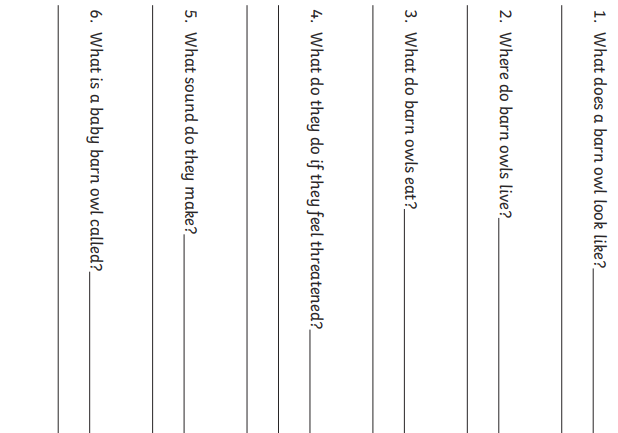 1. What does a barn owl look like?
2. Where do barn owls live?
3. What do barn owls eat?
4. What do they do if they feel threatened?
5. What sound do they make?
6. What is a baby barn owl called?